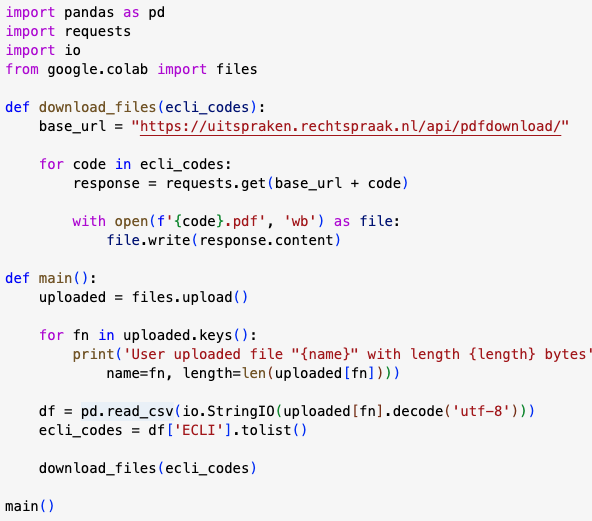 import pandas as pd
import requests
import io
from google.colab import files
def download_files(ecli_codes):
    base_url = "https://uitspraken.rechtspraak.nl/api/pdfdownload/"
    for code in ecli_codes:
        response = requests.get(base_url + code)
        with open(f'{code}.pdf', 'wb') as file:
            file.write(response.content)
def main():
    uploaded = files.upload()
    for fn in uploaded.keys():
        print('User uploaded file "{name}" with length {length} bytes'
            name=fn, length=len(uploaded[fn])))
    df = pd.read_csv(io.StringIO(uploaded[fn].decode('utf-8')))
    ecli_codes = df['ECLI'].tolist()
    download_files(ecli_codes)
main()